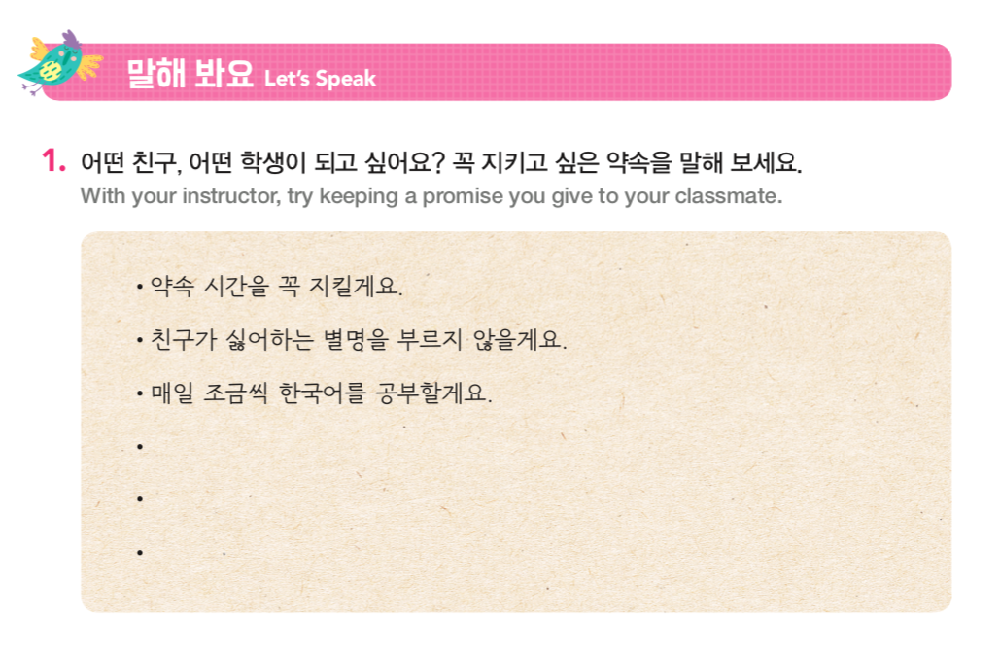 말해 봐요 Let's Speak
1. 어떤 친구, 어떤 학생이 되고 싶어요? 꼭 지키고 싶은 약속을 말해 보세요.
With your instructor, try keeping a promise you give to your classmate.
• 약속 시간을 꼭 지킬게요.
• 친구가 싫어하는 별명을 부르지 않을게요.
• 매일 조금씩 한국어를 공부할게요.
•
•
•